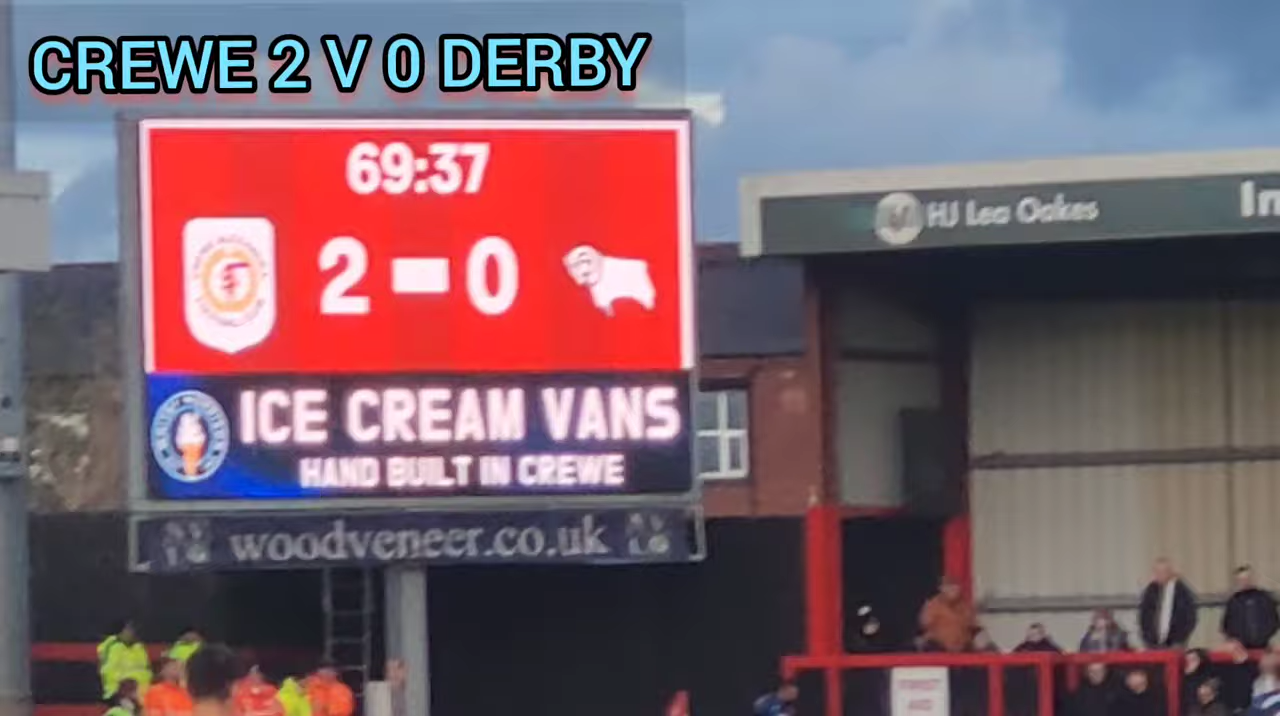 CREWE 2 V 0 DERBY
69:37
2 - 0
ICE CREAM VANS
HAND BUILT IN CREWE
woodveneer.co.uk
HJ Lea Oakes
In